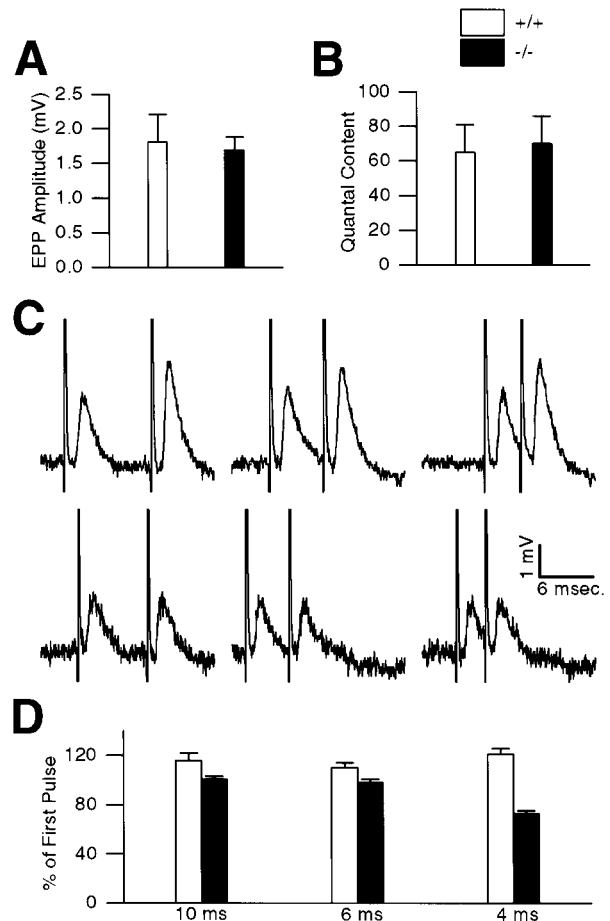 +/+
-/-
A
EPP Amplitude (mV)
2.5
2.0
1.5
1.0
0.5
0.0
B
Quantal Content
100
80
60
40
20
0
C
1 mV
6 msec.
D
% of First Pulse
120
80
40
0
10 ms
6 ms
4 ms